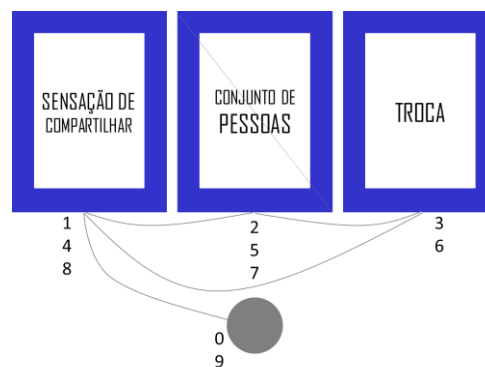 SENSAÇÃO DE
COMPARTILHAR
CONJUNTO DE
PESSOAS
TROCA
1
4
8
2
5
7
3
6
0
9